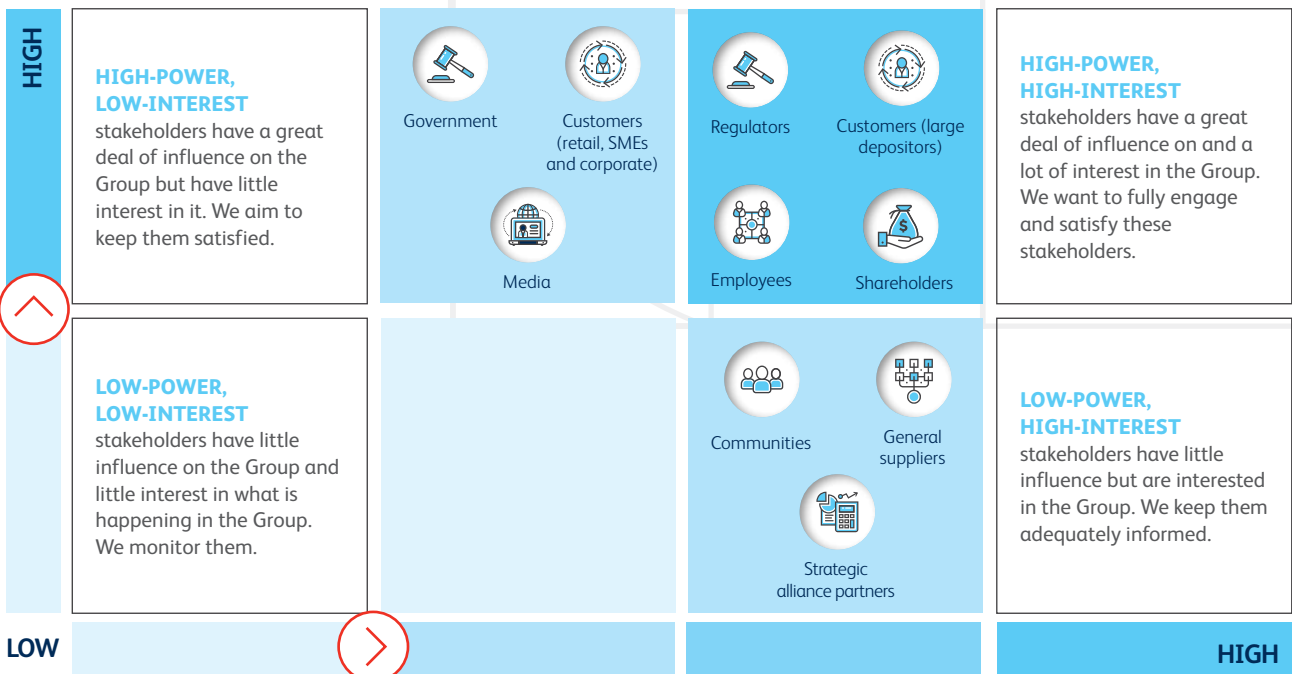 HIGH
HIGH-POWER,
LOW-INTEREST
stakeholders have a great
deal of influence on the
Group but have little
interest in it. We aim to
keep them satisfied.
Government
Customers
(retail, SMEs
and corporate)
Media
Regulators
Customers (large
depositors)
Employees
Shareholders
$
HIGH-POWER,
HIGH-INTEREST
stakeholders have a great
deal of influence on and a
lot of interest in the Group.
We want to fully engage
and satisfy these
stakeholders.
LOW-POWER,
LOW-INTEREST
stakeholders have little
influence on the Group and
little interest in what is
happening in the Group.
We monitor them.
Communities
General
suppliers
Strategic
alliance partners
LOW-POWER,
HIGH-INTEREST
stakeholders have little
influence but are interested
in the Group. We keep them
adequately informed.
LOW
HIGH